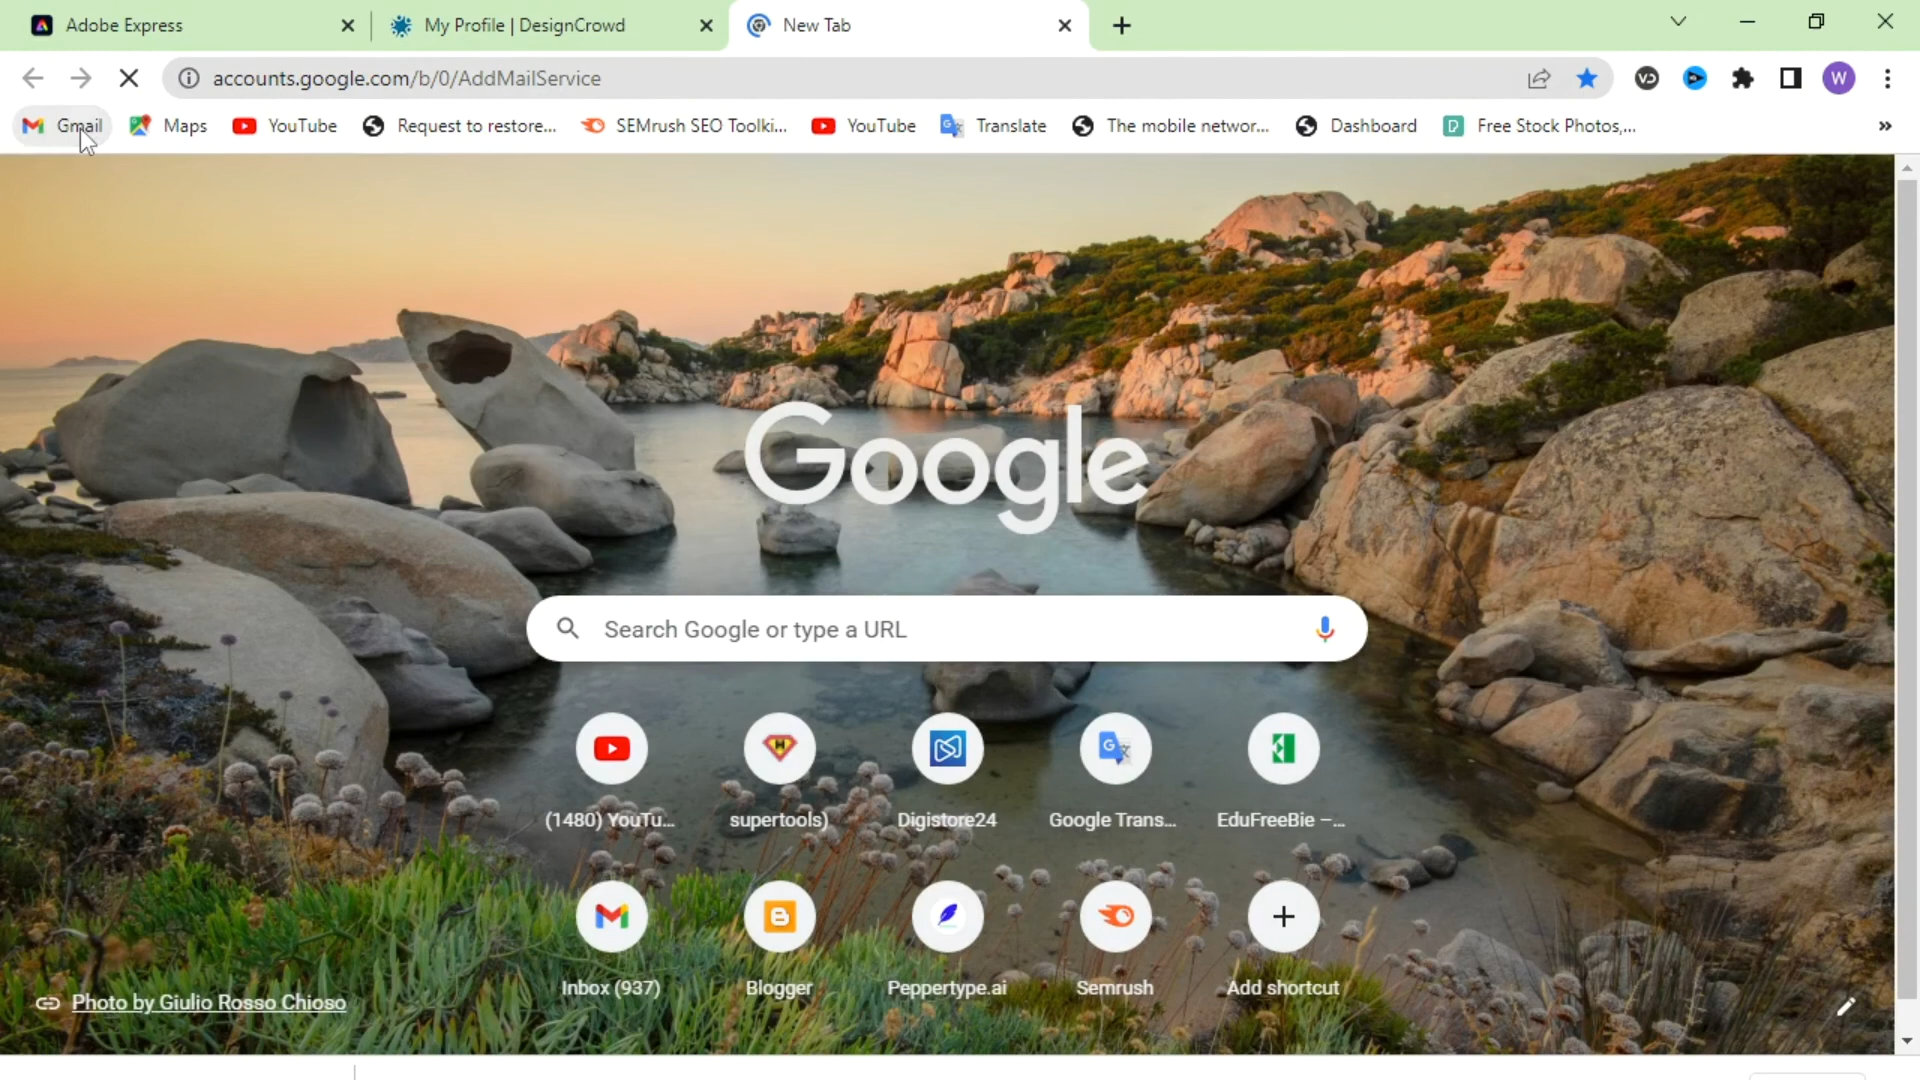 Adobe Express
My Profile | DesignCrowd
New Tab
accounts.google.com/b/0/AddMailService
W
Gmail
Maps
YouTube
Request to restore...
SEMrush SEO Toolki...
YouTube
Translate
The mobile networ...
Dashboard
Free Stock Photos,...
Google
Search Google or type a URL
(1480) YouTu...
supertools)
Digistore24
Google Trans...
EduFreeBie –...
Inbox (937)
Blogger
Peppertype.ai
Semrush
Add shortcut
Photo by Giulio Rosso Chioso